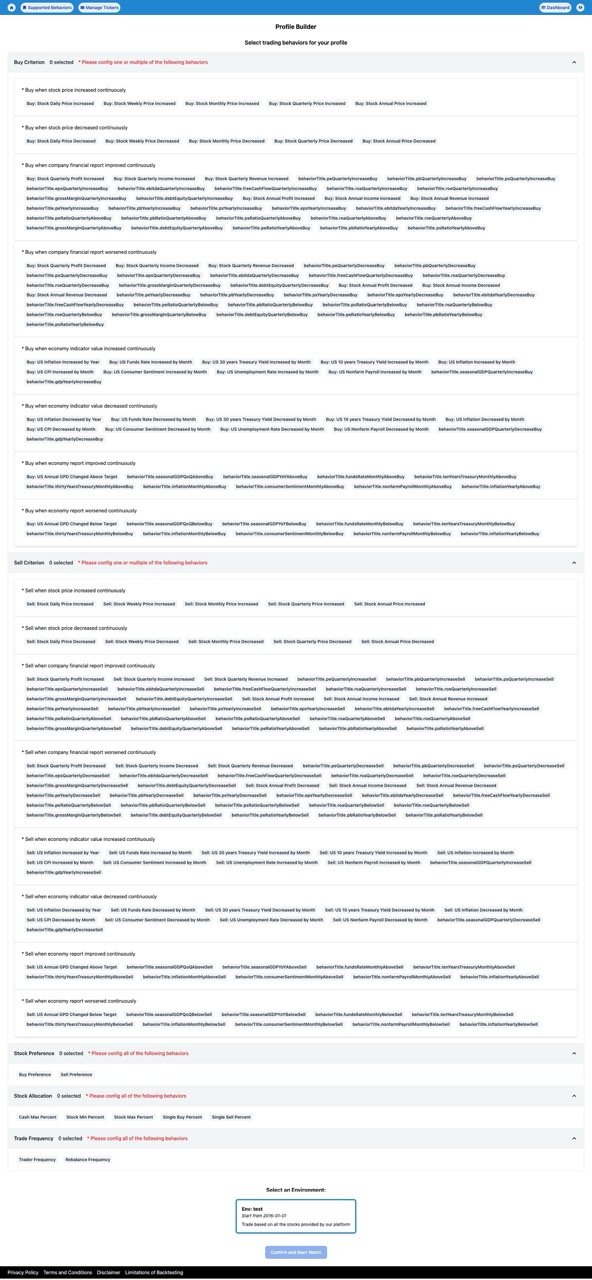 Supported Behaviors Manage Tickers Dashboard
Profile Builder
Select trading behaviors for your profile
Buy Criterion 0 selected * Please config one or multiple of the following behaviors
* Buy when stock price increased continuously
Buy: Stock Daily Price Increased Buy: Stock Weekly Price Increased Buy: Stock Monthly Price Increased Buy: Stock Quarterly Price Increased Buy: Stock Annual Price Increased
* Buy when stock price decreased continuously
Buy: Stock Daily Price Decreased Buy: Stock Weekly Price Decreased Buy: Stock Monthly Price Decreased Buy: Stock Quarterly Price Decreased Buy: Stock Annual Price Decreased
* Buy when company financial report improved continuously
Buy: Stock Quarterly Profit Increased Buy: Stock Quarterly Income Increased Buy: Stock Quarterly Revenue Increased behaviorTitle.peQuarterlyIncreaseBuy behaviorTitle.pbQuarterlyIncreaseBuy behaviorTitle.psQuarterlyIncreaseBuy
behaviorTitle.epsQuarterlyIncreaseBuy behaviorTitle.ebitdaQuarterlyIncreaseBuy behaviorTitle.freeCashFlowQuarterlyIncreaseBuy behaviorTitle.roaQuarterlyIncreaseBuy behaviorTitle.roeQuarterlyIncreaseBuy
behaviorTitle.grossMarginQuarterlyIncreaseBuy behaviorTitle.debtEquityQuarterlyIncreaseBuy Buy: Stock Annual Profit Increased Buy: Stock Annual Income Increased Buy: Stock Annual Revenue Increased
behaviorTitle.peYearlyIncreaseBuy behaviorTitle.pbYearlyIncreaseBuy behaviorTitle.psYearlyIncreaseBuy behaviorTitle.epsYearlyIncreaseBuy behaviorTitle.ebitdaYearlyIncreaseBuy behaviorTitle.freeCashFlowYearlyIncreaseBuy
behaviorTitle.peRatioQuarterlyAboveBuy behaviorTitle.pbRatioQuarterlyAboveBuy behaviorTitle.psRatioQuarterlyAboveBuy behaviorTitle.roaQuarterlyAboveBuy behaviorTitle.roeQuarterlyAboveBuy
behaviorTitle.grossMarginQuarterlyAboveBuy behaviorTitle.debtEquityQuarterlyAboveBuy behaviorTitle.peRatioYearlyAboveBuy behaviorTitle.pbRatioYearlyAboveBuy behaviorTitle.psRatioYearlyAboveBuy
* Buy when company financial report worsened continuously
Buy: Stock Quarterly Profit Decreased Buy: Stock Quarterly Income Decreased Buy: Stock Quarterly Revenue Decreased behaviorTitle.peQuarterlyDecreaseBuy behaviorTitle.pbQuarterlyDecreaseBuy
behaviorTitle.psQuarterlyDecreaseBuy behaviorTitle.epsQuarterlyDecreaseBuy behaviorTitle.ebitdaQuarterlyDecreaseBuy behaviorTitle.freeCashFlowQuarterlyDecreaseBuy behaviorTitle.roaQuarterlyDecreaseBuy
behaviorTitle.roeQuarterlyDecreaseBuy behaviorTitle.grossMarginQuarterlyDecreaseBuy behaviorTitle.debtEquityQuarterlyDecreaseBuy Buy: Stock Annual Profit Decreased Buy: Stock Annual Income Decreased
Buy: Stock Annual Revenue Decreased behaviorTitle.peYearlyDecreaseBuy behaviorTitle.pbYearlyDecreaseBuy behaviorTitle.psYearlyDecreaseBuy behaviorTitle.epsYearlyDecreaseBuy behaviorTitle.ebitdaYearlyDecreaseBuy
behaviorTitle.freeCashFlowYearlyDecreaseBuy behaviorTitle.peRatioQuarterlyBelowBuy behaviorTitle.pbRatioQuarterlyBelowBuy behaviorTitle.psRatioQuarterlyBelowBuy behaviorTitle.roaQuarterlyBelowBuy
behaviorTitle.roeQuarterlyBelowBuy behaviorTitle.grossMarginQuarterlyBelowBuy behaviorTitle.debtEquityQuarterlyBelowBuy behaviorTitle.peRatioYearlyBelowBuy behaviorTitle.pbRatioYearlyBelowBuy
behaviorTitle.psRatioYearlyBelowBuy
* Buy when economy indicator value increased continuously
Buy: US Inflation Increased by Year Buy: US Funds Rate Increased by Month Buy: US 30 years Treasury Yield Increased by Month Buy: US 10 years Treasury Yield Increased by Month Buy: US Inflation Increased by Month
Buy: US CPI Increased by Month Buy: US Consumer Sentiment Increased by Month Buy: US Unemployment Rate Increased by Month Buy: US Nonfarm Payroll Increased by Month behaviorTitle.seasonalGDPQuarterlyIncreaseBuy
behaviorTitle.gdpYearlyIncreaseBuy
* Buy when economy indicator value decreased continuously
Buy: US Inflation Decreased by Year Buy: US Funds Rate Decreased by Month Buy: US 30 years Treasury Yield Decreased by Month Buy: US 10 years Treasury Yield Decreased by Month Buy: US Inflation Decreased by Month
Buy: US CPI Decreased by Month Buy: US Consumer Sentiment Decreased by Month Buy: US Unemployment Rate Decreased by Month Buy: US Nonfarm Payroll Decreased by Month behaviorTitle.seasonalGDPQuarterlyDecreaseBuy
behaviorTitle.gdpYearlyDecreaseBuy
* Buy when economy report improved continuously
Buy: US Annual GPD Changed Above Target behaviorTitle.seasonalGDPQoQAboveBuy behaviorTitle.seasonalGDPYoYAboveBuy behaviorTitle.fundsRateMonthlyAboveBuy behaviorTitle.tenYearsTreasuryMonthlyAboveBuy
behaviorTitle.thirtyYearsTreasuryMonthlyAboveBuy behaviorTitle.inflationMonthlyAboveBuy behaviorTitle.consumerSentimentMonthlyAboveBuy behaviorTitle.nonfarmPayrollMonthlyAboveBuy behaviorTitle.inflationYearlyAboveBuy
* Buy when economy report worsened continuously
Buy: US Annual GPD Changed Below Target behaviorTitle.seasonalGDPQoQBelowBuy behaviorTitle.seasonalGDPYoYBelowBuy behaviorTitle.fundsRateMonthlyBelowBuy behaviorTitle.tenYearsTreasuryMonthlyBelowBuy
behaviorTitle.thirtyYearsTreasuryMonthlyBelowBuy behaviorTitle.inflationMonthlyBelowBuy behaviorTitle.consumerSentimentMonthlyBelowBuy behaviorTitle.nonfarmPayrollMonthlyBelowBuy behaviorTitle.inflationYearlyBelowBuy
Sell Criterion 0 selected * Please config one or multiple of the following behaviors
* Sell when stock price increased continuously
Sell: Stock Daily Price Increased Sell: Stock Weekly Price Increased Sell: Stock Monthly Price Increased Sell: Stock Quarterly Price Increased Sell: Stock Annual Price Increased
* Sell when stock price decreased continuously
Sell: Stock Daily Price Decreased Sell: Stock Weekly Price Decreased Sell: Stock Monthly Price Decreased Sell: Stock Quarterly Price Decreased Sell: Stock Annual Price Decreased
* Sell when company financial report improved continuously
Sell: Stock Quarterly Profit Increased Sell: Stock Quarterly Income Increased Sell: Stock Quarterly Revenue Increased behaviorTitle.peQuarterlyIncreaseSell behaviorTitle.pbQuarterlyIncreaseSell behaviorTitle.psQuarterlyIncreaseSell
behaviorTitle.epsQuarterlyIncreaseSell behaviorTitle.ebitdaQuarterlyIncreaseSell behaviorTitle.freeCashFlowQuarterlyIncreaseSell behaviorTitle.roaQuarterlyIncreaseSell behaviorTitle.roeQuarterlyIncreaseSell
behaviorTitle.grossMarginQuarterlyIncreaseSell behaviorTitle.debtEquityQuarterlyIncreaseSell Sell: Stock Annual Profit Increased Sell: Stock Annual Income Increased Sell: Stock Annual Revenue Increased
behaviorTitle.peYearlyIncreaseSell behaviorTitle.pbYearlyIncreaseSell behaviorTitle.psYearlyIncreaseSell behaviorTitle.epsYearlyIncreaseSell behaviorTitle.ebitdaYearlyIncreaseSell behaviorTitle.freeCashFlowYearlyIncreaseSell
behaviorTitle.peRatioQuarterlyAboveSell behaviorTitle.pbRatioQuarterlyAboveSell behaviorTitle.psRatioQuarterlyAboveSell behaviorTitle.roaQuarterlyAboveSell behaviorTitle.roeQuarterlyAboveSell
behaviorTitle.grossMarginQuarterlyAboveSell behaviorTitle.debtEquityQuarterlyAboveSell behaviorTitle.peRatioYearlyAboveSell behaviorTitle.pbRatioYearlyAboveSell behaviorTitle.psRatioYearlyAboveSell
* Sell when company financial report worsened continuously
Sell: Stock Quarterly Profit Decreased Sell: Stock Quarterly Income Decreased Sell: Stock Quarterly Revenue Decreased behaviorTitle.peQuarterlyDecreaseSell behaviorTitle.pbQuarterlyDecreaseSell behaviorTitle.psQuarterlyDecreaseSell
behaviorTitle.epsQuarterlyDecreaseSell behaviorTitle.ebitdaQuarterlyDecreaseSell behaviorTitle.freeCashFlowQuarterlyDecreaseSell behaviorTitle.roaQuarterlyDecreaseSell behaviorTitle.roeQuarterlyDecreaseSell
behaviorTitle.grossMarginQuarterlyDecreaseSell behaviorTitle.debtEquityQuarterlyDecreaseSell Sell: Stock Annual Profit Decreased Sell: Stock Annual Income Decreased Sell: Stock Annual Revenue Decreased
behaviorTitle.peYearlyDecreaseSell behaviorTitle.pbYearlyDecreaseSell behaviorTitle.psYearlyDecreaseSell behaviorTitle.epsYearlyDecreaseSell behaviorTitle.ebitdaYearlyDecreaseSell behaviorTitle.freeCashFlowYearlyDecreaseSell
behaviorTitle.peRatioQuarterlyBelowSell behaviorTitle.pbRatioQuarterlyBelowSell behaviorTitle.psRatioQuarterlyBelowSell behaviorTitle.roaQuarterlyBelowSell behaviorTitle.roeQuarterlyBelowSell
behaviorTitle.grossMarginQuarterlyBelowSell behaviorTitle.debtEquityQuarterlyBelowSell behaviorTitle.peRatioYearlyBelowSell behaviorTitle.pbRatioYearlyBelowSell behaviorTitle.psRatioYearlyBelowSell
* Sell when economy indicator value increased continuously
Sell: US Inflation Increased by Year Sell: US Funds Rate Increased by Month Sell: US 30 years Treasury Yield Increased by Month Sell: US 10 years Treasury Yield Increased by Month Sell: US Inflation Increased by Month
Sell: US CPI Increased by Month Sell: US Consumer Sentiment Increased by Month Sell: US Unemployment Rate Increased by Month Sell: US Nonfarm Payroll Increased by Month behaviorTitle.seasonalGDPQuarterlyIncreaseSell
behaviorTitle.gdpYearlyIncreaseSell
* Sell when economy indicator value decreased continuously
Sell: US Inflation Decreased by Year Sell: US Funds Rate Decreased by Month Sell: US 30 years Treasury Yield Decreased by Month Sell: US 10 years Treasury Yield Decreased by Month Sell: US Inflation Decreased by Month
Sell: US CPI Decreased by Month Sell: US Consumer Sentiment Decreased by Month Sell: US Unemployment Rate Decreased by Month Sell: US Nonfarm Payroll Decreased by Month behaviorTitle.seasonalGDPQuarterlyDecreaseSell
behaviorTitle.gdpYearlyDecreaseSell
* Sell when economy report improved continuously
Sell: US Annual GPD Changed Above Target behaviorTitle.seasonalGDPQoQAboveSell behaviorTitle.seasonalGDPYoYAboveSell behaviorTitle.fundsRateMonthlyAboveSell behaviorTitle.tenYearsTreasuryMonthlyAboveSell
behaviorTitle.thirtyYearsTreasuryMonthlyAboveSell behaviorTitle.inflationMonthlyAboveSell behaviorTitle.consumerSentimentMonthlyAboveSell behaviorTitle.nonfarmPayrollMonthlyAboveSell behaviorTitle.inflationYearlyAboveSell
* Sell when economy report worsened continuously
Sell: US Annual GPD Changed Below Target behaviorTitle.seasonalGDPQoQBelowSell behaviorTitle.seasonalGDPYoYBelowSell behaviorTitle.fundsRateMonthlyBelowSell behaviorTitle.tenYearsTreasuryMonthlyBelowSell
behaviorTitle.thirtyYearsTreasuryMonthlyBelowSell behaviorTitle.inflationMonthlyBelowSell behaviorTitle.consumerSentimentMonthlyBelowSell behaviorTitle.nonfarmPayrollMonthlyBelowSell behaviorTitle.inflationYearlyBelowSell
Stock Preference 0 selected * Please config all of the following behaviors
Buy Preference Sell Preference
Stock Allocation 0 selected * Please config all of the following behaviors
Cash Max Percent Stock Min Percent Stock Max Percent Single Buy Percent Single Sell Percent
Trade Frequency 0 selected * Please config all of the following behaviors
Trader Frequency Rebalance Frequency
Select an Environment:
Env: test
Start from 2016-01-01
Trade based on all the stocks provided by our platform
Confirm and Start Watch
Privacy Policy Terms and Conditions Disclaimer Limitations of Backtesting